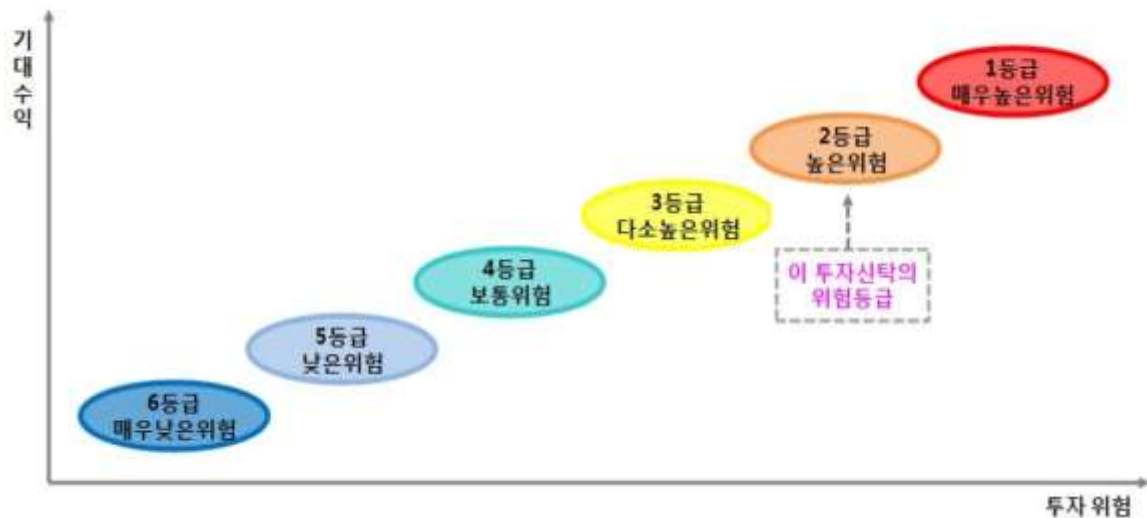 기대수익
1등급
매우높은위험
2등급
높은위험
3등급
다소높은위험
이 투자신탁의
위험등급
4등급
보통위험
5등급
낮은위험
6등급
매우낮은위험
투자 위험